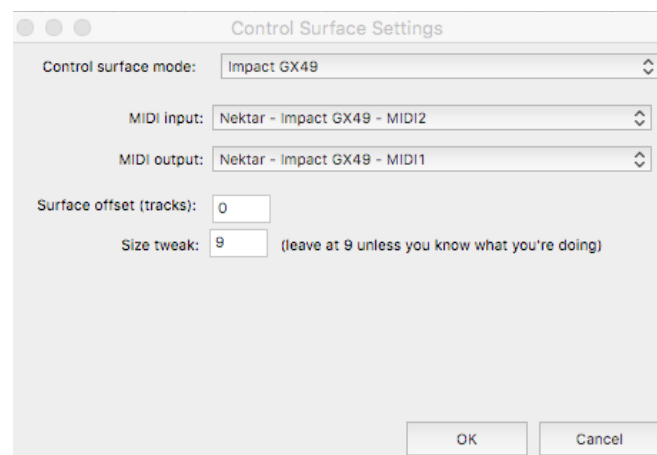 Control Surface Settings
Control surface mode: Impact GX49
MIDI input: Nektar - Impact GX49 - MIDI2
MIDI output: Nektar - Impact GX49 - MIDI1
Surface offset (tracks): 0
Size tweak: 9 (leave at 9 unless you know what you're doing)
OK Cancel